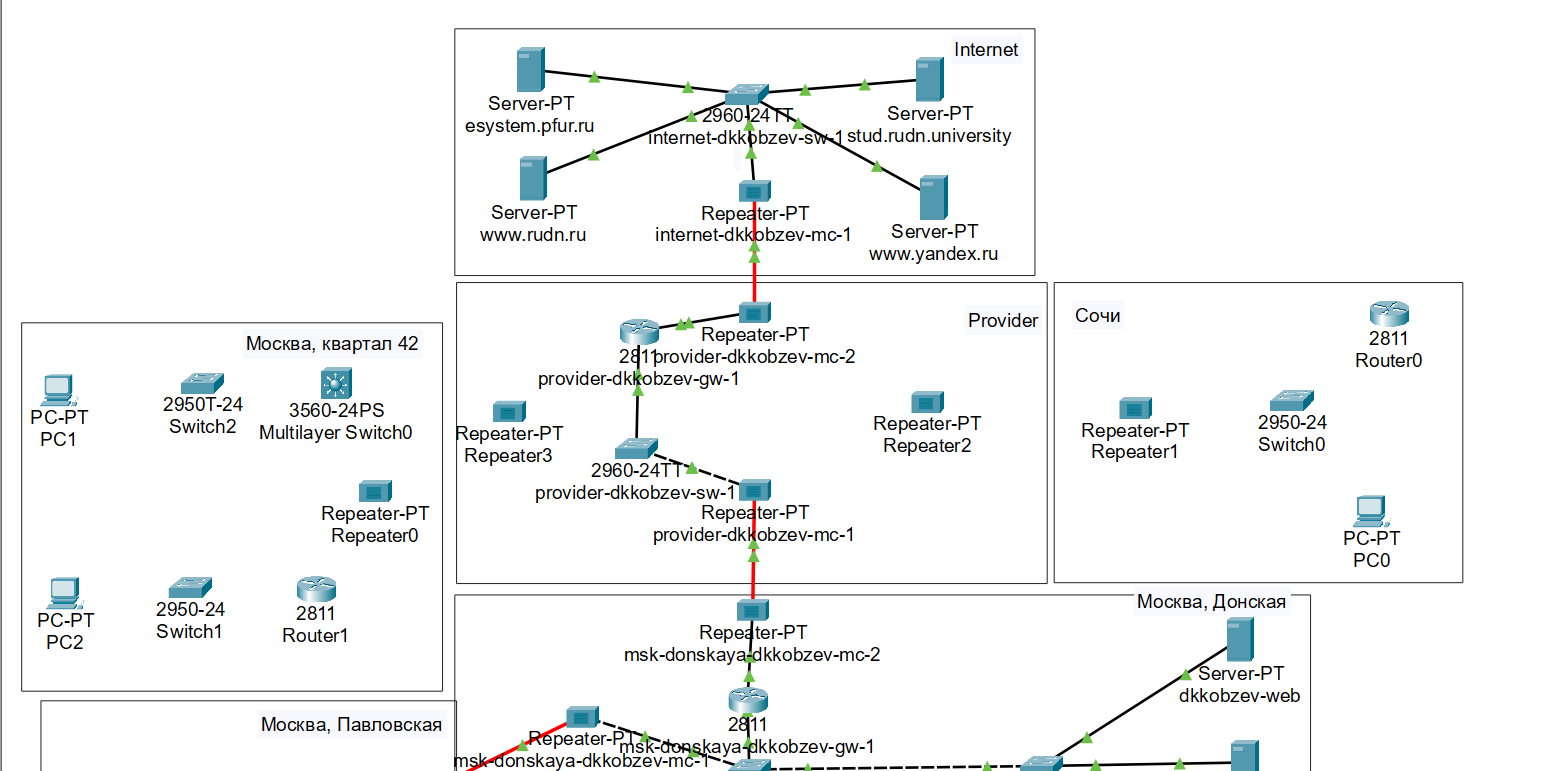 Internet
Server-PT
esystem.pfur.ru
2960-24TT
internet-dkkobzev-sw-1
Server-PT
stud.rudn.university
Server-PT
www.rudn.ru
Repeater-PT
internet-dkkobzev-mc-1
Server-PT
www.yandex.ru
Provider
Repeater-PT
provider-dkkobzev-mc-2
2811
provider-dkkobzev-gw-1
Repeater-PT
Repeater3
Repeater-PT
Repeater2
2960-24TT
provider-dkkobzev-sw-1
Repeater-PT
provider-dkkobzev-mc-1
Сочи
2811
Router0
Repeater-PT
Repeater1
2950-24
Switch0
PC-PT
PC0
Москва, квартал 42
PC-PT
PC1
2950T-24
Switch2
3560-24PS
Multilayer Switch0
Repeater-PT
Repeater0
PC-PT
PC2
2950-24
Switch1
2811
Router1
Москва, Донская
Repeater-PT
msk-donskaya-dkkobzev-mc-2
Server-PT
dkkobzev-web
2811
msk-donskaya-dkkobzev-gw-1
Repeater-PT
msk-donskaya-dkkobzev-mc-1
Москва, Павловская